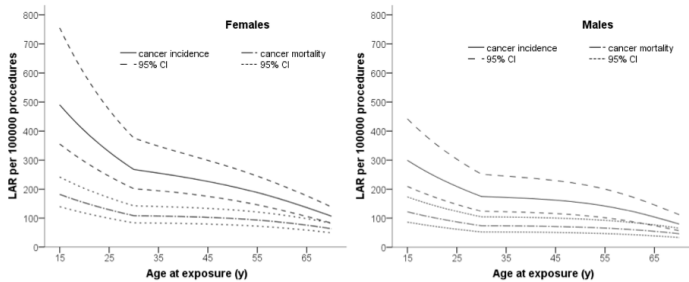 Females
cancer incidence
95% CI
cancer mortality
95% CI
LAR per 100000 procedures
800
700
600
500
400
300
200
100
0
15
25
35
45
55
65
Age at exposure (y)
Males
cancer incidence
95% CI
cancer mortality
95% CI
LAR per 100000 procedures
800
700
600
500
400
300
200
100
0
15
25
35
45
55
65
Age at exposure (y)